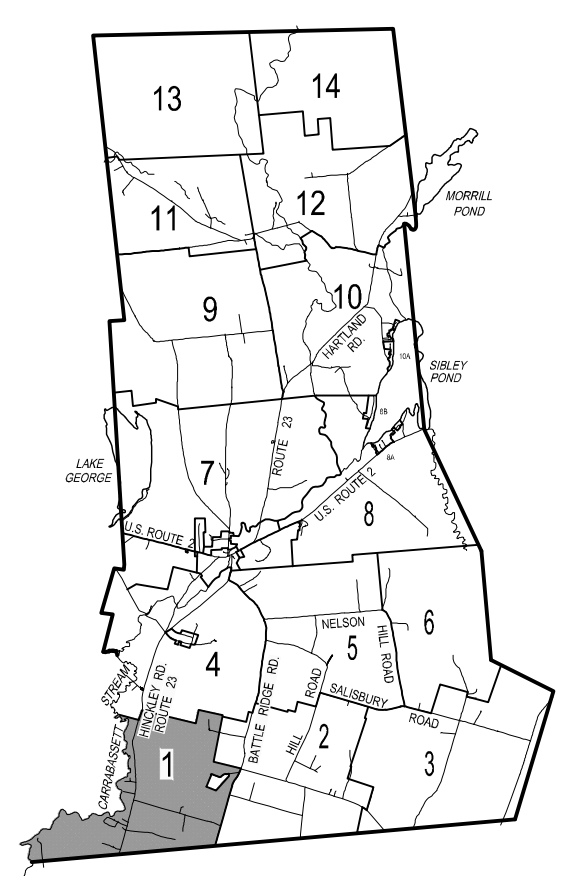 13
14
MORRILL
POND
11
12
9
10
HARTLAND
RD.
10A
SIBLEY
POND
8B
ROUTE 23
LAKE
GEORGE
7
8A
U.S. ROUTE 2
8
U.S. ROUTE 2
NELSON
6
5
HILL ROAD
4
BATTLE RIDGE RD.
HILL ROAD
SALISBURY ROAD
HINCKLEY RD.
ROUTE 23
CARRABASSETT STREAM
2
1
3